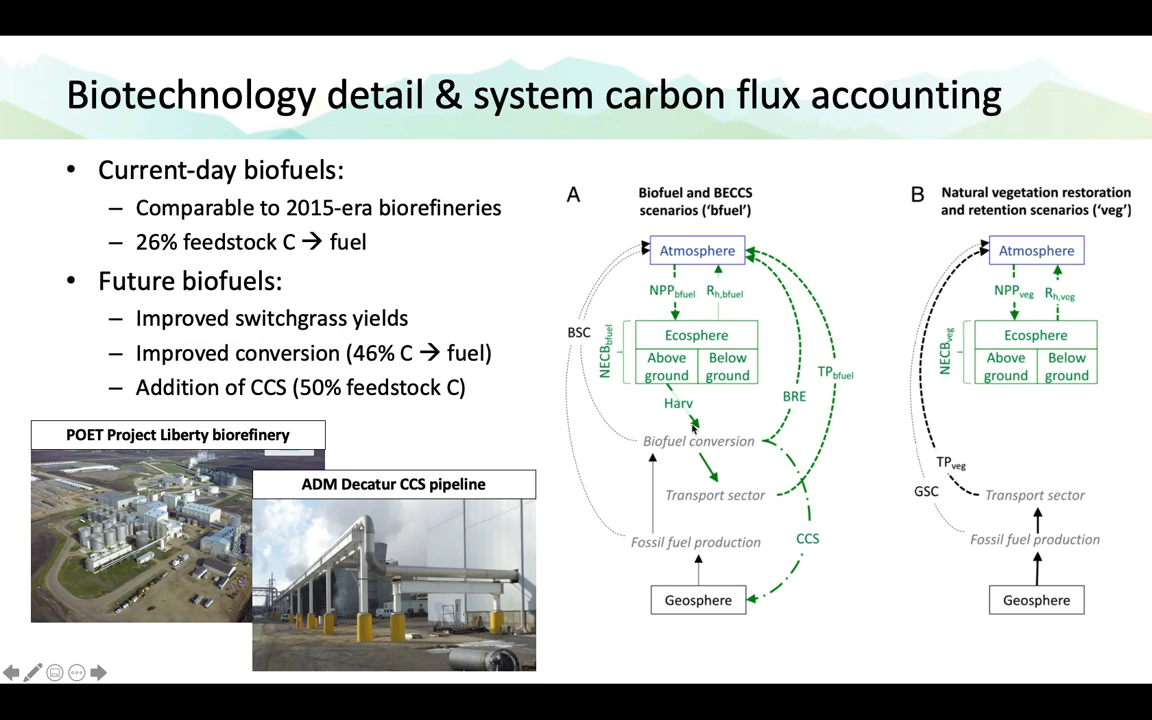 Biotechnology detail & system carbon flux accounting
• Current-day biofuels:
– Comparable to 2015-era biorefineries
– 26% feedstock C → fuel
• Future biofuels:
– Improved switchgrass yields
– Improved conversion (46% C → fuel)
– Addition of CCS (50% feedstock C)
POET Project Liberty biorefinery
ADM Decatur CCS pipeline
A
Biofuel and BECCS
scenarios ('bfuel')
Atmosphere
NPPbfuel
Rh,bfuel
BSC
NECBbfuel
Ecosphere
Above
ground
Below
ground
TPbfuel
Harv
BRE
Biofuel conversion
Transport sector
Fossil fuel production
CCS
Geosphere
B
Natural vegetation restoration
and retention scenarios ('veg')
Atmosphere
NPPveg
Rh,veg
NECBveg
Ecosphere
Above
ground
Below
ground
TPveg
GSC
Transport sector
Fossil fuel production
Geosphere